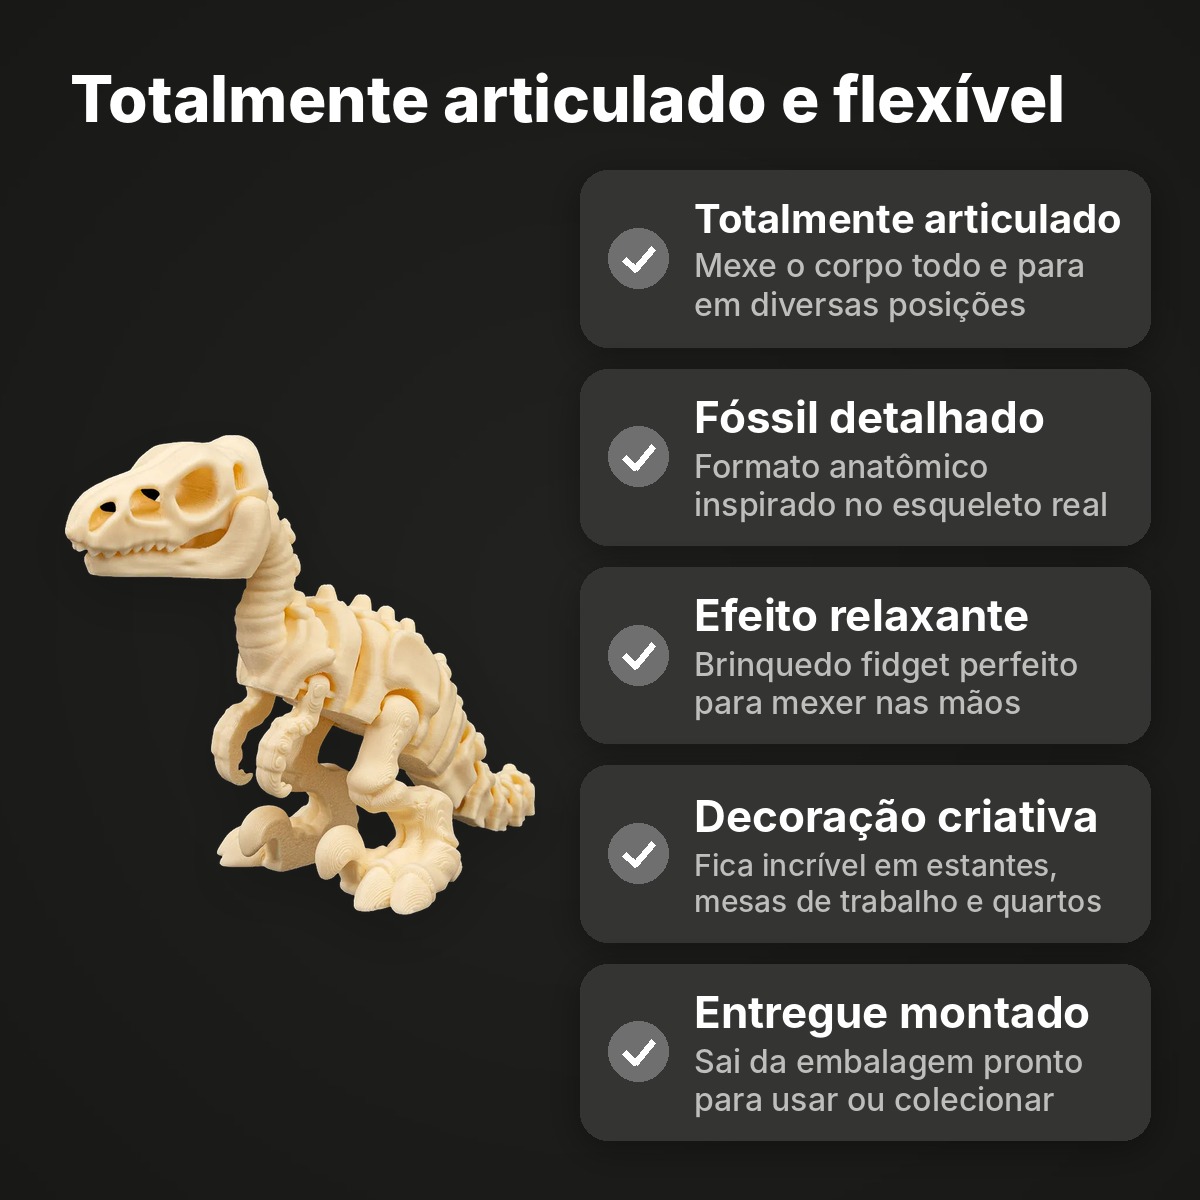 Totalmente articulado e flexível
Totalmente articulado
Mexe o corpo todo e para
em diversas posições
Fóssil detalhado
Formato anatômico
inspirado no esqueleto real
Efeito relaxante
Brinquedo fidget perfeito
para mexer nas mãos
Decoração criativa
Fica incrível em estantes,
mesas de trabalho e quartos
Entregue montado
Sai da embalagem pronto
para usar ou colecionar